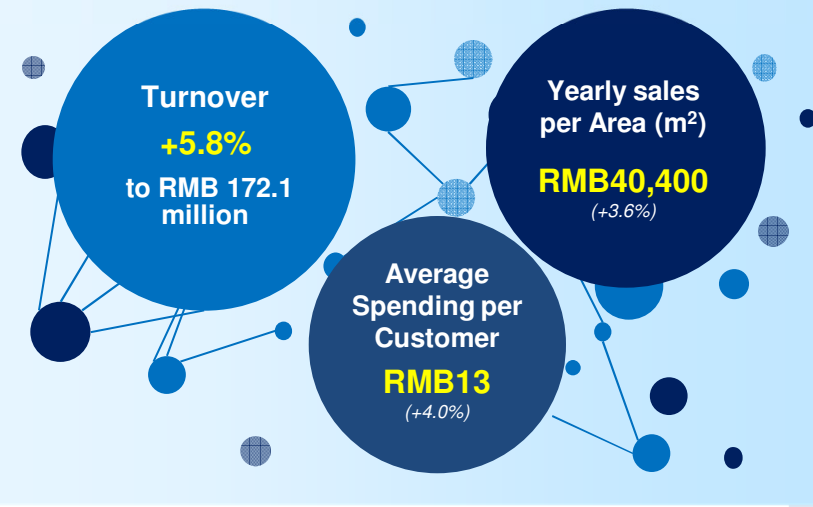 Turnover
+5.8%
to RMB 172.1
million
Yearly sales
per Area (m²)
RMB40,400
(+3.6%)
Average
Spending per
Customer
RMB13
(+4.0%)